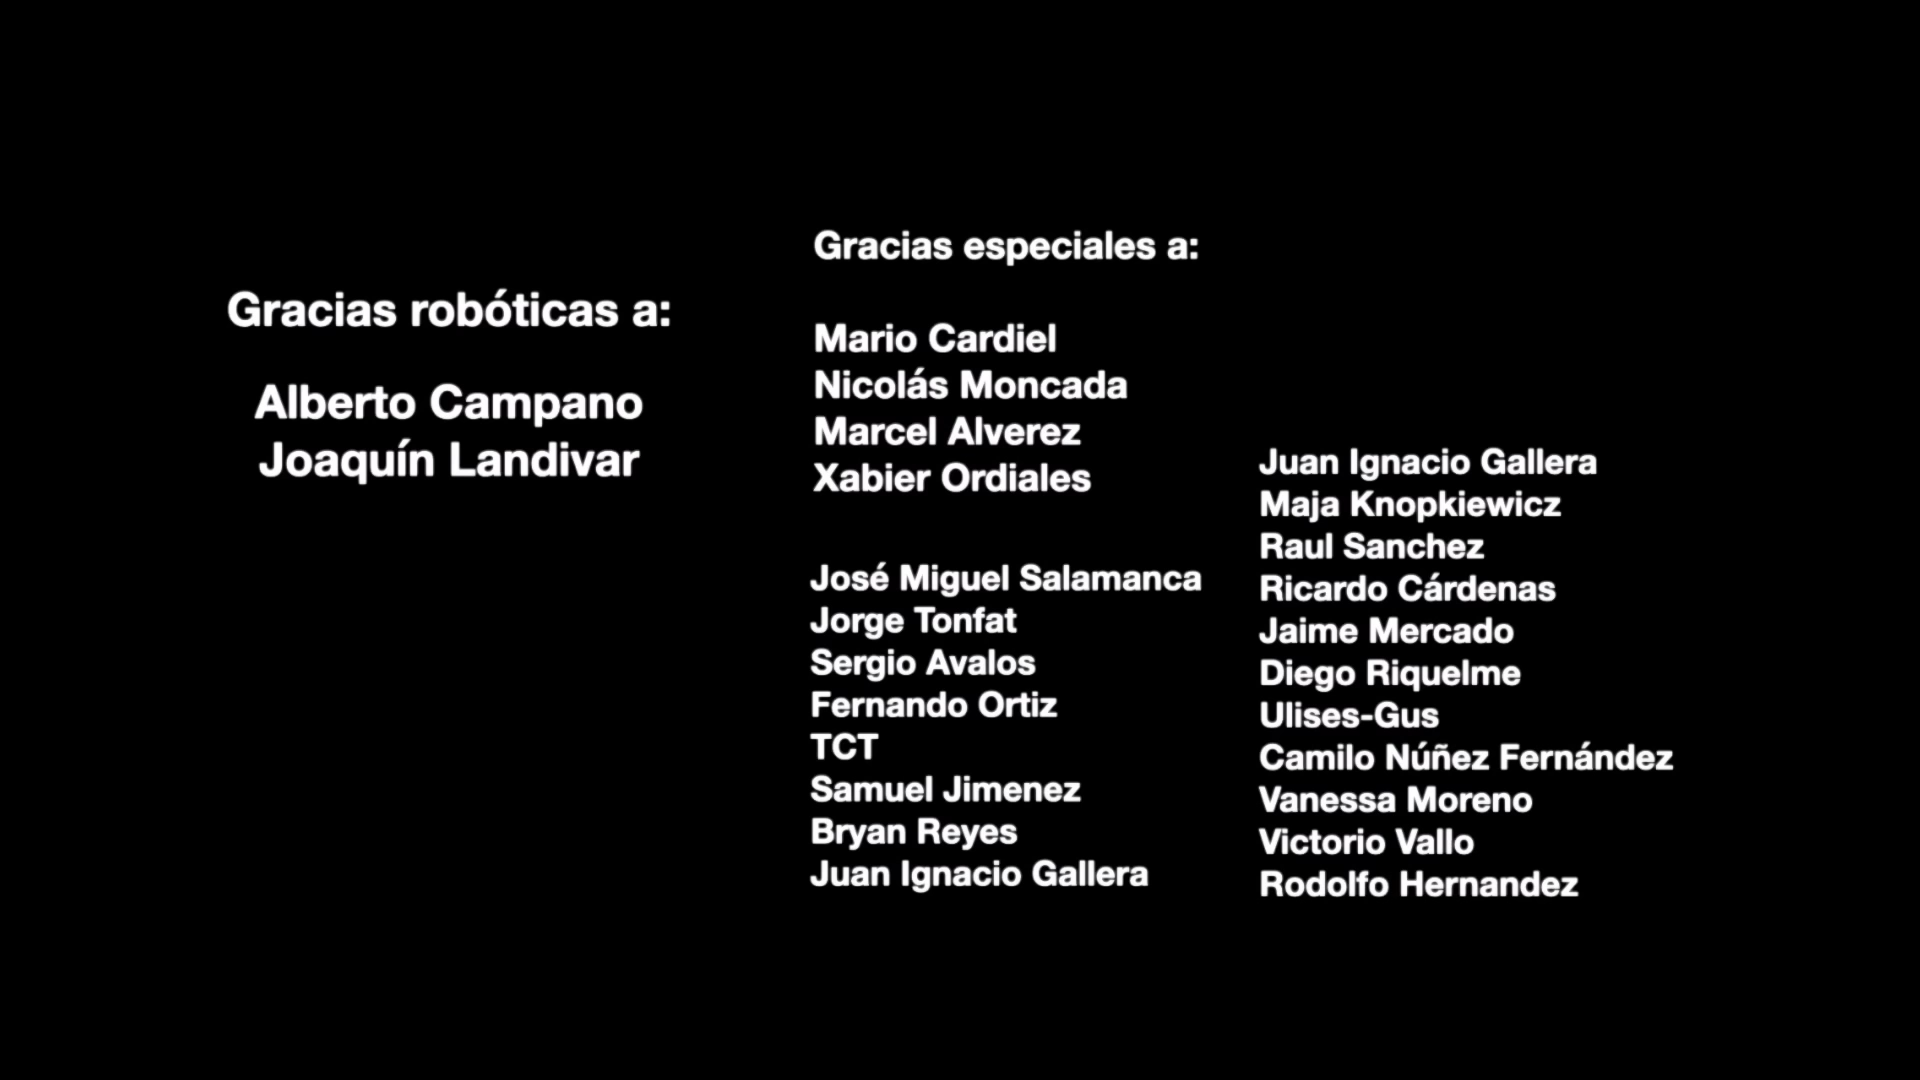 Gracias robóticas a:
Alberto Campano
Joaquín Landivar
Gracias especiales a:
Mario Cardiel
Nicolás Moncada
Marcel Alverez
Xabier Ordiales
José Miguel Salamanca
Jorge Tonfat
Sergio Avalos
Fernando Ortiz
TCT
Samuel Jimenez
Bryan Reyes
Juan Ignacio Gallera
Juan Ignacio Gallera
Maja Knopkiewicz
Raul Sanchez
Ricardo Cárdenas
Jaime Mercado
Diego Riquelme
Ulises-Gus
Camilo Núñez Fernández
Vanessa Moreno
Victorio Vallo
Rodolfo Hernandez